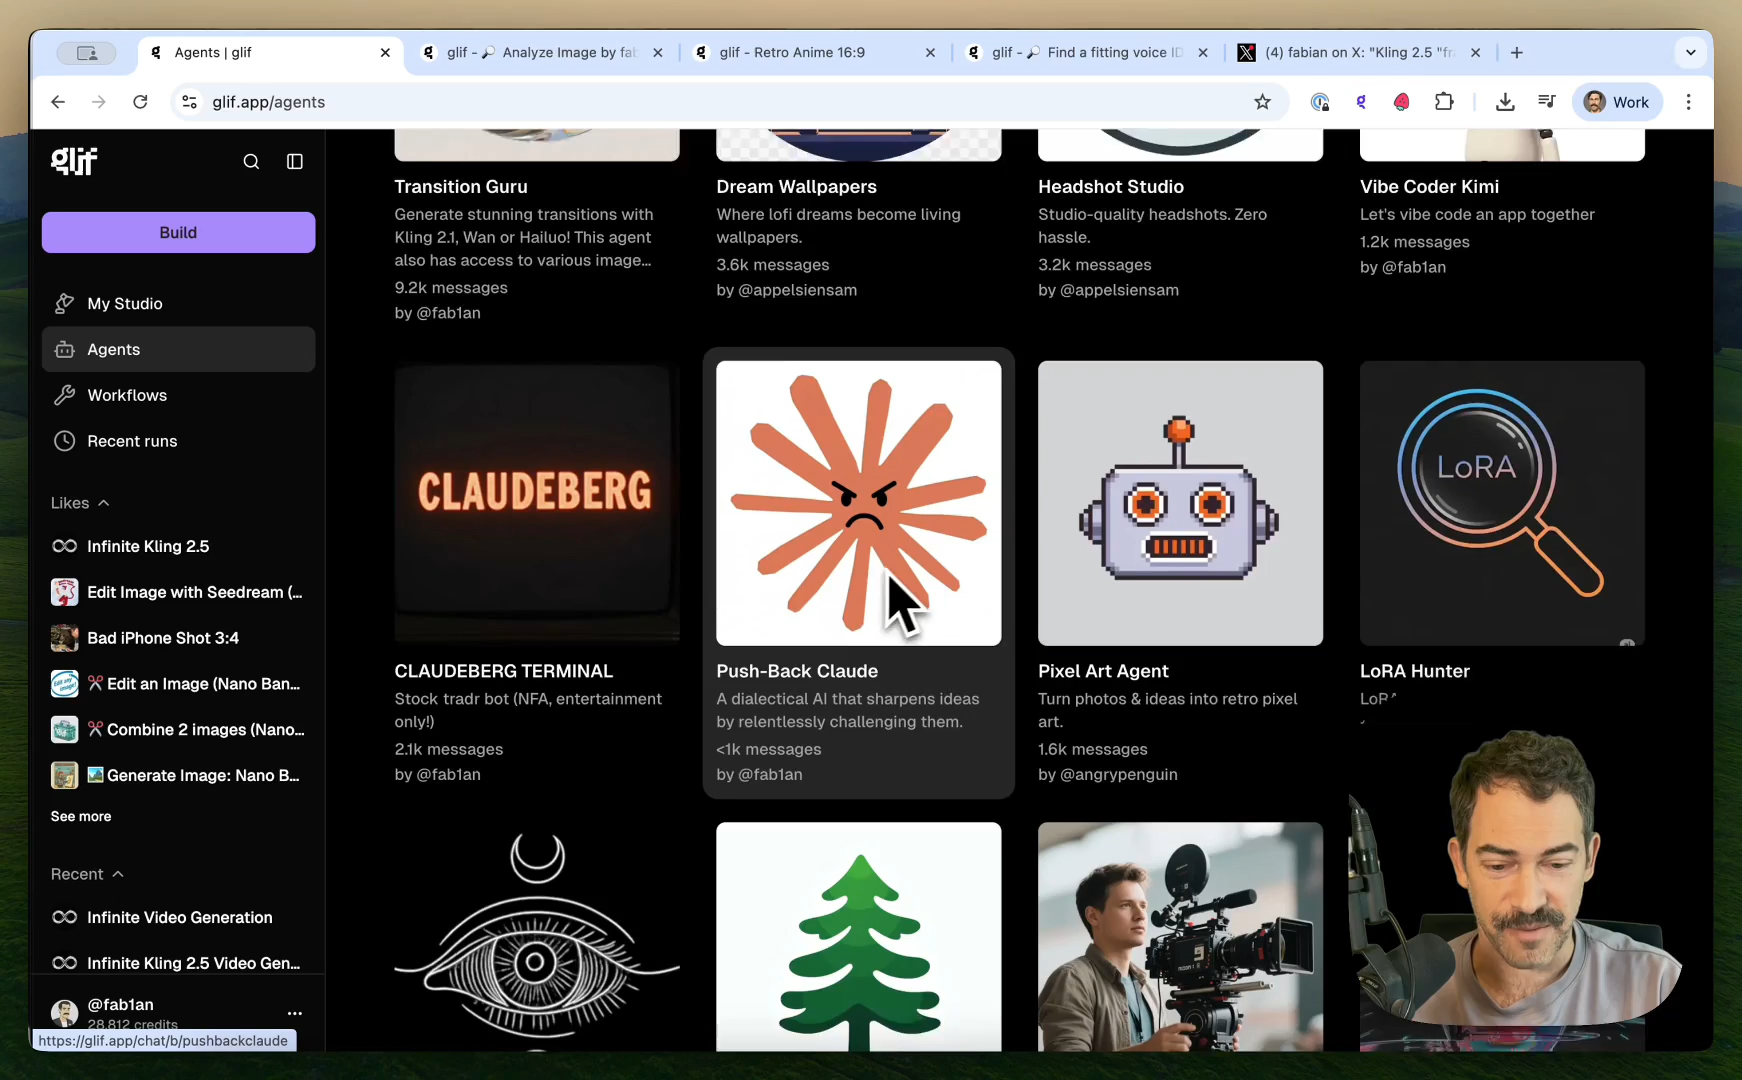 Agents | glif
glif - 🔎 Analyze Image by fab
glif - Retro Anime 16:9
glif - 🔎 Find a fitting voice ID
(4) fabian on X: "Kling 2.5 "fr
glif.app/agents
Work
glif
Build
My Studio
Agents
Workflows
Recent runs
Likes
Infinite Kling 2.5
Edit Image with Seedream (...
Bad iPhone Shot 3:4
✂️Edit an Image (Nano Ban...
✂️Combine 2 images (Nano...
🖼️Generate Image: Nano B...
See more
Recent
Infinite Video Generation
Infinite Kling 2.5 Video Gen...
@fab1an
28,812 credits
https://glif.app/chat/b/pushbackclaude
Transition Guru
Generate stunning transitions with
Kling 2.1, Wan or Hailuo! This agent
also has access to various image...
9.2k messages
by @fab1an
Dream Wallpapers
Where lofi dreams become living
wallpapers.
3.6k messages
by @appelsiensam
Headshot Studio
Studio-quality headshots. Zero
hassle.
3.2k messages
by @appelsiensam
Vibe Coder Kimi
Let's vibe code an app together
1.2k messages
by @fab1an
CLAUDEBERG
CLAUDEBERG TERMINAL
Stock tradr bot (NFA, entertainment
only!)
2.1k messages
by @fab1an
Push-Back Claude
A dialectical AI that sharpens ideas
by relentlessly challenging them.
<1k messages
by @fab1an
Pixel Art Agent
Turn photos & ideas into retro pixel
art.
1.6k messages
by @angrypenguin
LoRA
LoRA Hunter